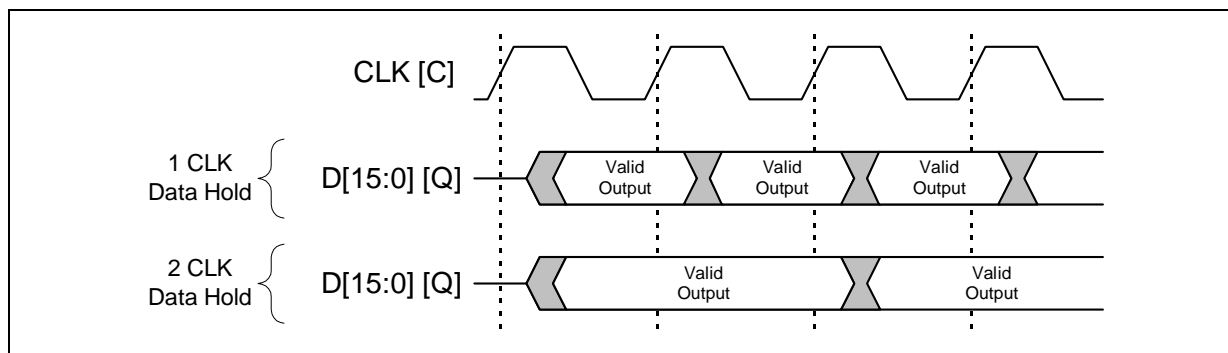 CLK [C]
1 CLK
Data Hold
D[15:0] [Q]
Valid
Output
Valid
Output
Valid
Output
2 CLK
Data Hold
D[15:0] [Q]
Valid
Output
Valid
Output